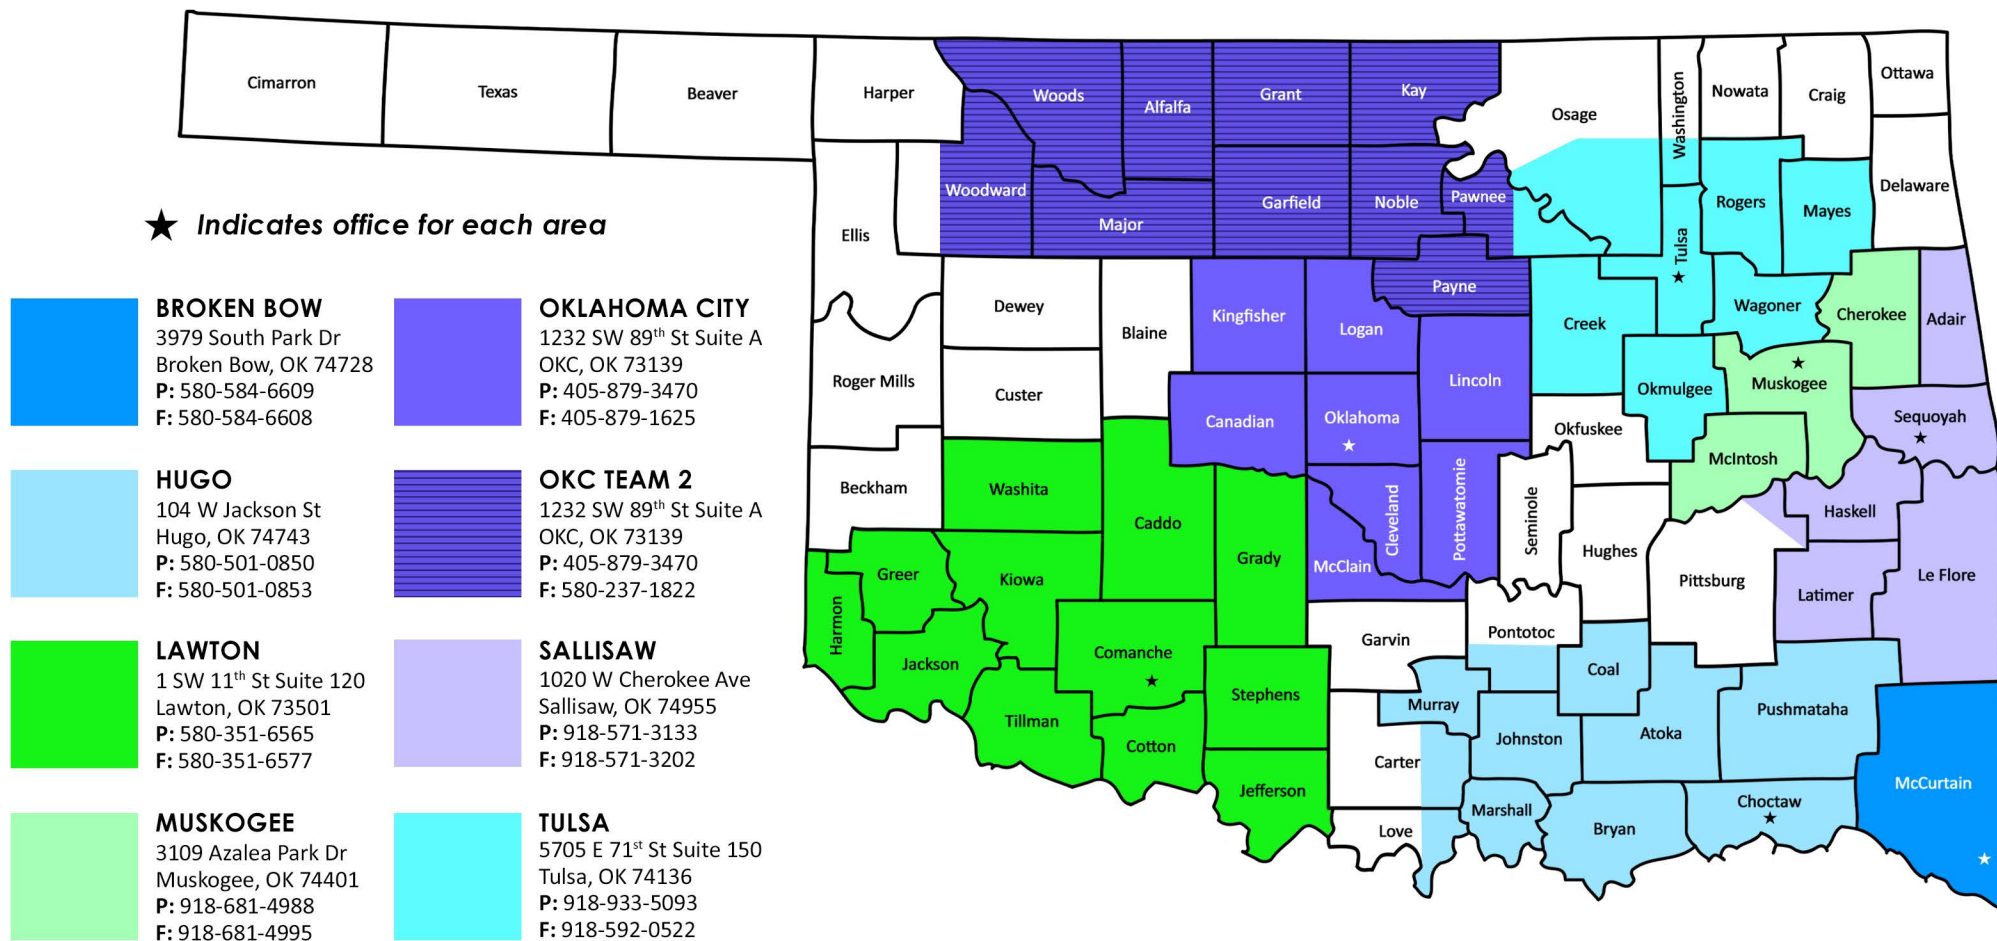 Cimarron
Texas
Beaver
Harper
Woods
Alfalfa
Grant
Kay
Osage
Washington
Nowata
Craig
Ottawa
Ellis
Woodward
Major
Garfield
Noble
Pawnee
Tulsa
Rogers
Mayes
Delaware
★ Indicates office for each area
Dewey
Blaine
Kingfisher
Logan
Payne
Creek
Wagoner
Cherokee
Adair
Roger Mills
Custer
Canadian
Oklahoma
Lincoln
Okfuskee
Okmulgee
Muskogee
Sequoyah
Beckham
Washita
Caddo
Grady
McClain
Cleveland
Pottawatomie
Seminole
Hughes
McIntosh
Pittsburg
Haskell
Latimer
Le Flore
Harmon
Greer
Kiowa
Jackson
Comanche
Stephens
Garvin
Pontotoc
Coal
Tillman
Cotton
Jefferson
Murray
Carter
Love
Johnston
Marshall
Atoka
Bryan
Pushmataha
Choctaw
McCurtain
BROKEN BOW
3979 South Park Dr
Broken Bow, OK 74728
P: 580-584-6609
F: 580-584-6608
OKLAHOMA CITY
1232 SW 89th St Suite A
OKC, OK 73139
P: 405-879-3470
F: 405-879-1625
HUGO
104 W Jackson St
Hugo, OK 74743
P: 580-501-0850
F: 580-501-0853
OKC TEAM 2
1232 SW 89th St Suite A
OKC, OK 73139
P: 405-879-3470
F: 580-237-1822
LAWTON
1 SW 11th St Suite 120
Lawton, OK 73501
P: 580-351-6565
F: 580-351-6577
SALLISAW
1020 W Cherokee Ave
Sallisaw, OK 74955
P: 918-571-3133
F: 918-571-3202
MUSKOGEE
3109 Azalea Park Dr
Muskogee, OK 74401
P: 918-681-4988
F: 918-681-4995
TULSA
5705 E 71st St Suite 150
Tulsa, OK 74136
P: 918-933-5093
F: 918-592-0522